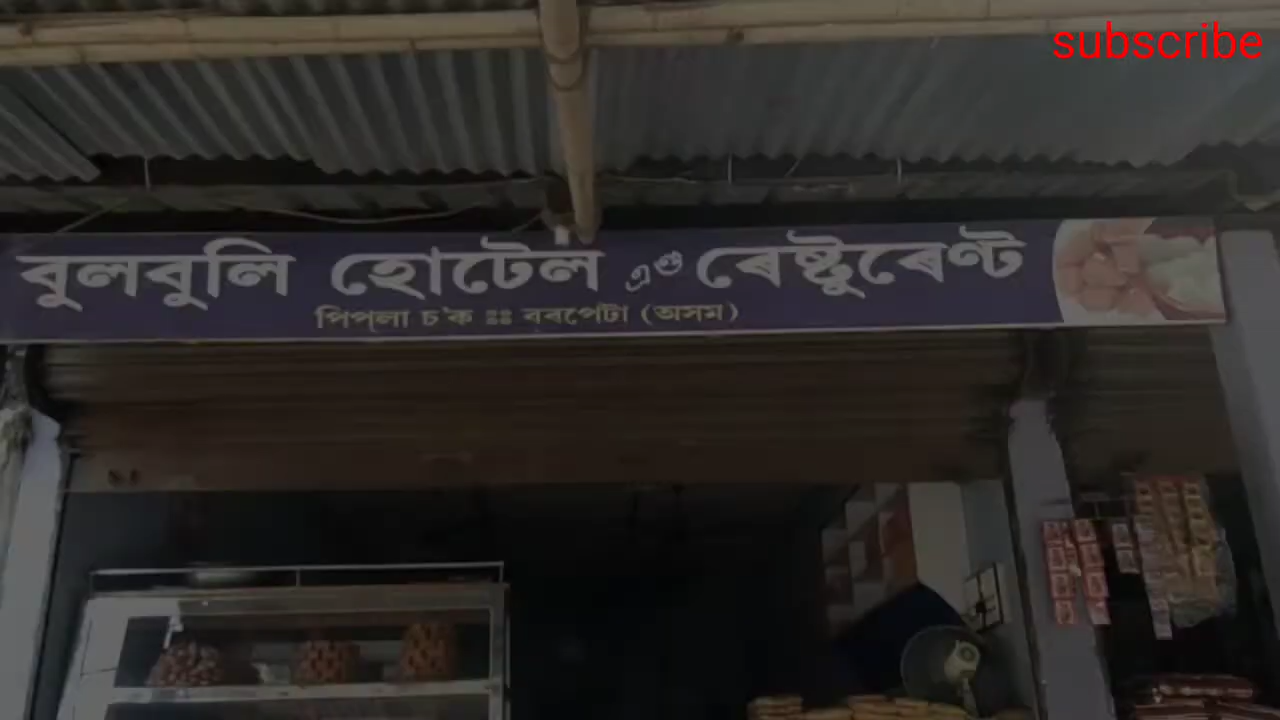 subscribe
বুলবুলি হোটেল এণ্ড ৰেষ্টুৰেণ্ট
পিপ্‌লা চ'ক ঃঃ বৰপেটা (অসম)